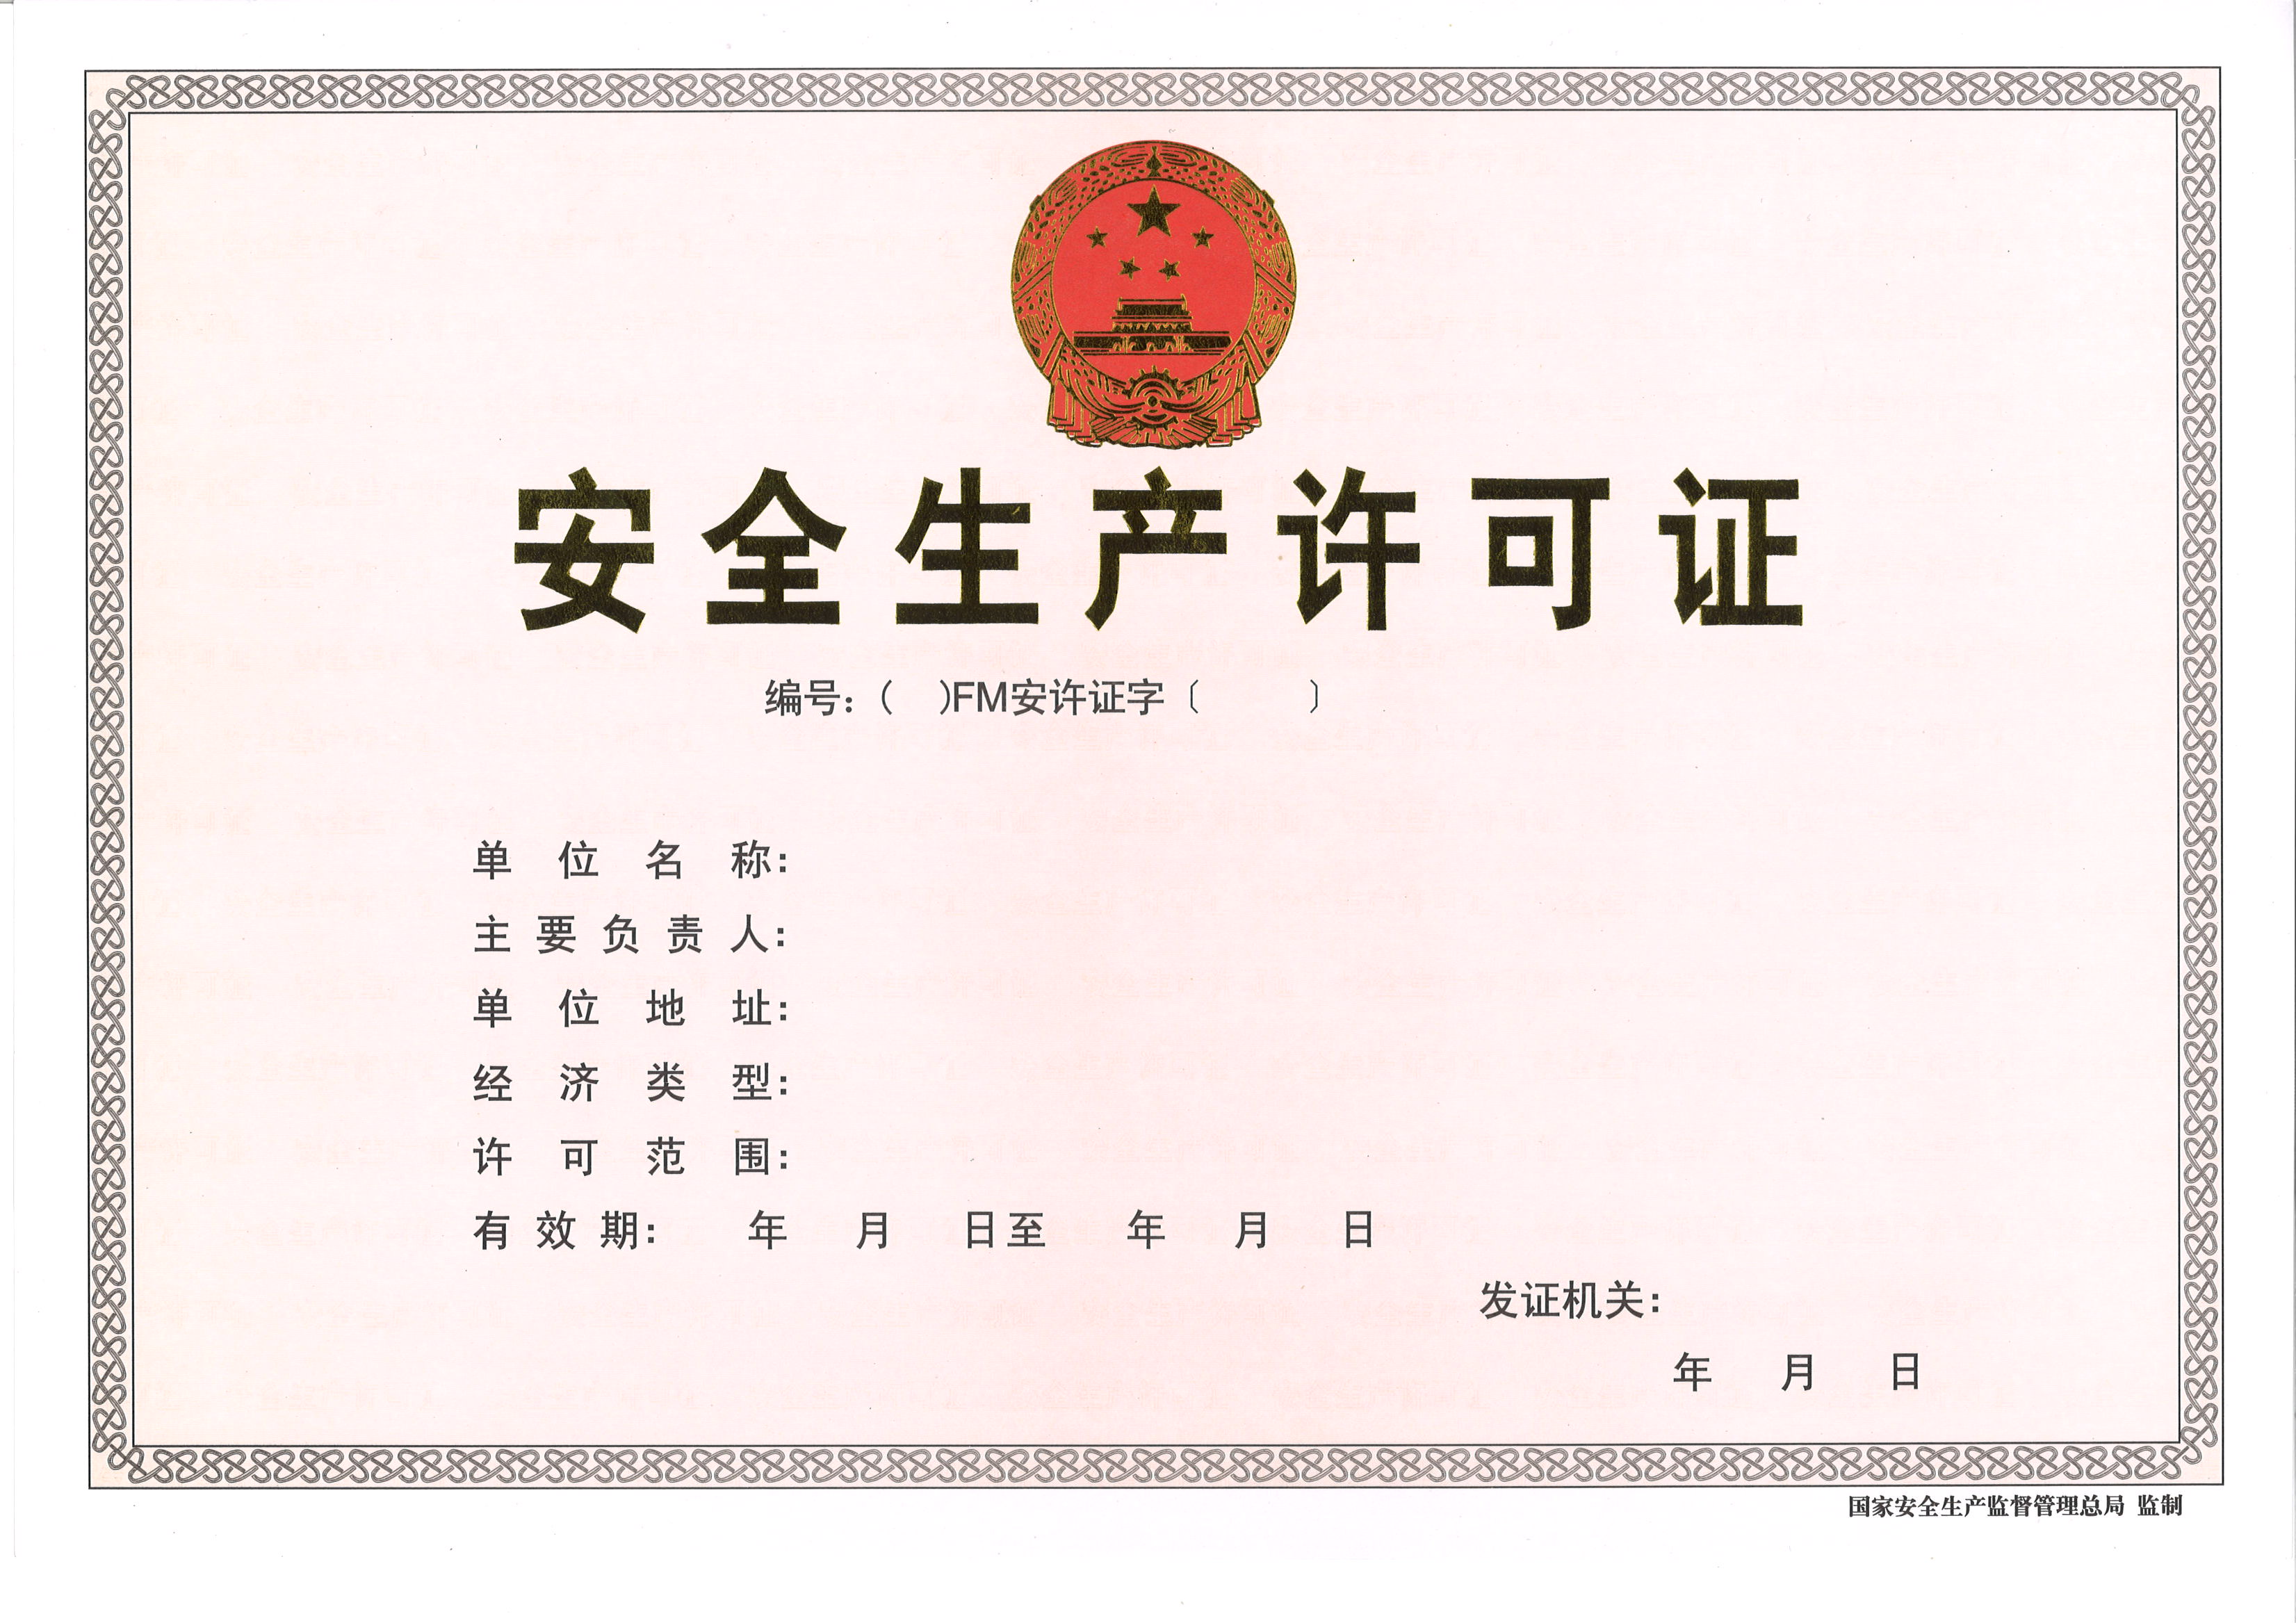 安全生产许可证
编号:( )FM安许证字〔 〕
单位名称:
主要负责人:
单位地址:
经济类型:
许可范围:
有效期: 年 月 日至 年 月 日
发证机关:
年 月 日
国家安全生产监督管理总局 监制